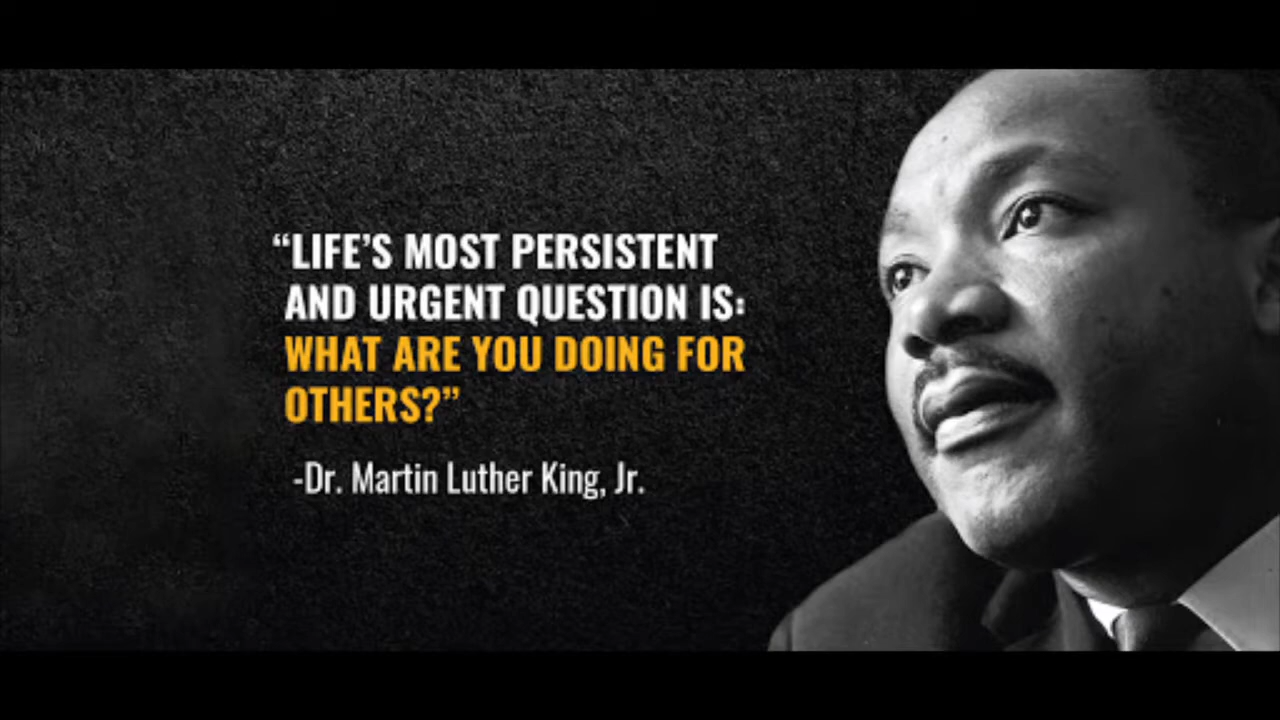 “LIFE’S MOST PERSISTENT
AND URGENT QUESTION IS:
WHAT ARE YOU DOING FOR
OTHERS?”
-Dr. Martin Luther King, Jr.